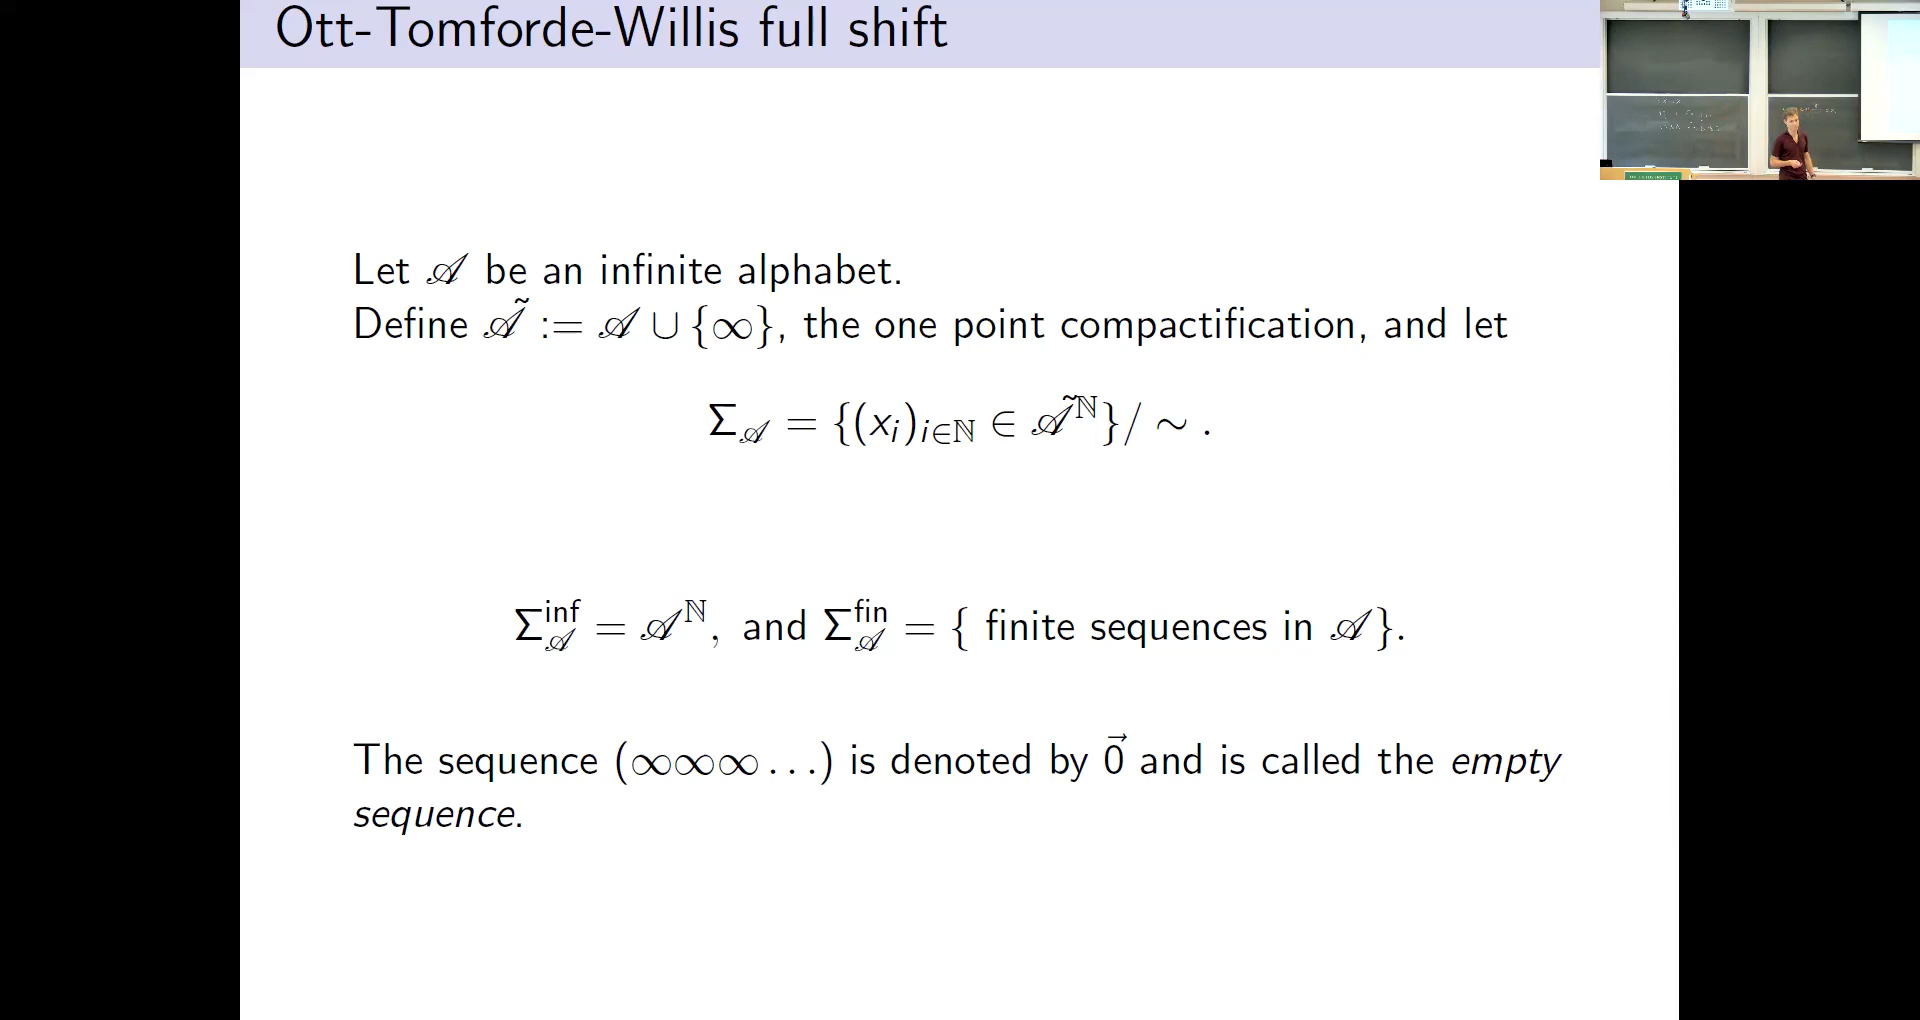 Ott-Tomforde-Willis full shift
Let 𝒜 be an infinite alphabet.
Define 𝒜̃ := 𝒜 ∪ {∞}, the one point compactification, and let
Σ_𝒜 = {(x_i)_{i∈ℕ} ∈ 𝒜̃^ℕ}/ ∼ .
Σ_𝒜^inf = 𝒜^ℕ, and Σ_𝒜^fin = { finite sequences in 𝒜}.
The sequence (∞∞∞...) is denoted by 0⃗ and is called the empty
sequence.